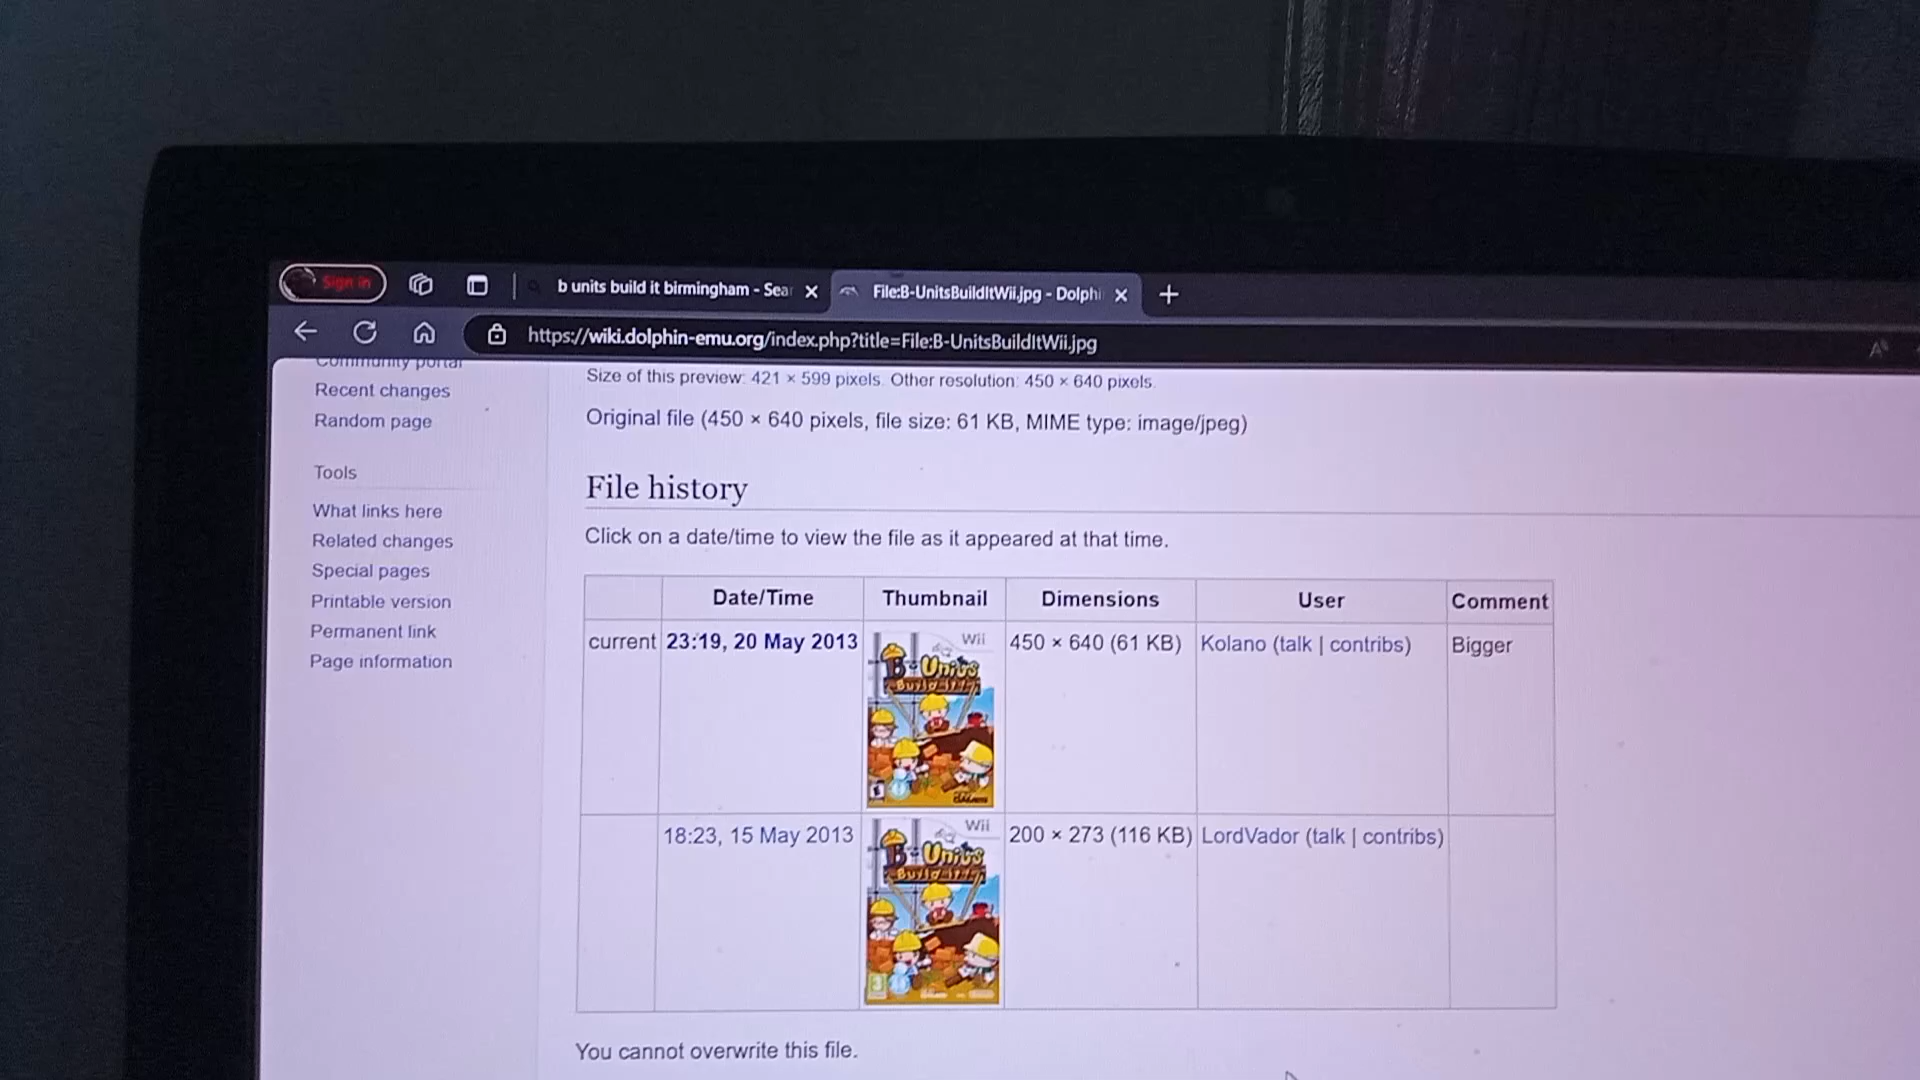 Sign in
b units build it birmingham - Sear
File:B-UnitsBuildItWii.jpg - Dolphi
https://wiki.dolphin-emu.org/index.php?title=File:B-UnitsBuildItWii.jpg
Community portal
Recent changes
Random page
Tools
What links here
Related changes
Special pages
Printable version
Permanent link
Page information
Size of this preview: 421 × 599 pixels. Other resolution: 450 × 640 pixels.
Original file (450 × 640 pixels, file size: 61 KB, MIME type: image/jpeg)
File history
Click on a date/time to view the file as it appeared at that time.
Date/Time Thumbnail Dimensions User Comment
current 23:19, 20 May 2013 450 × 640 (61 KB) Kolano (talk | contribs) Bigger
Wii
B-Units
Build It!
18:23, 15 May 2013 200 × 273 (116 KB) LordVador (talk | contribs)
Wii
B-Units
Build It!
3
You cannot overwrite this file.